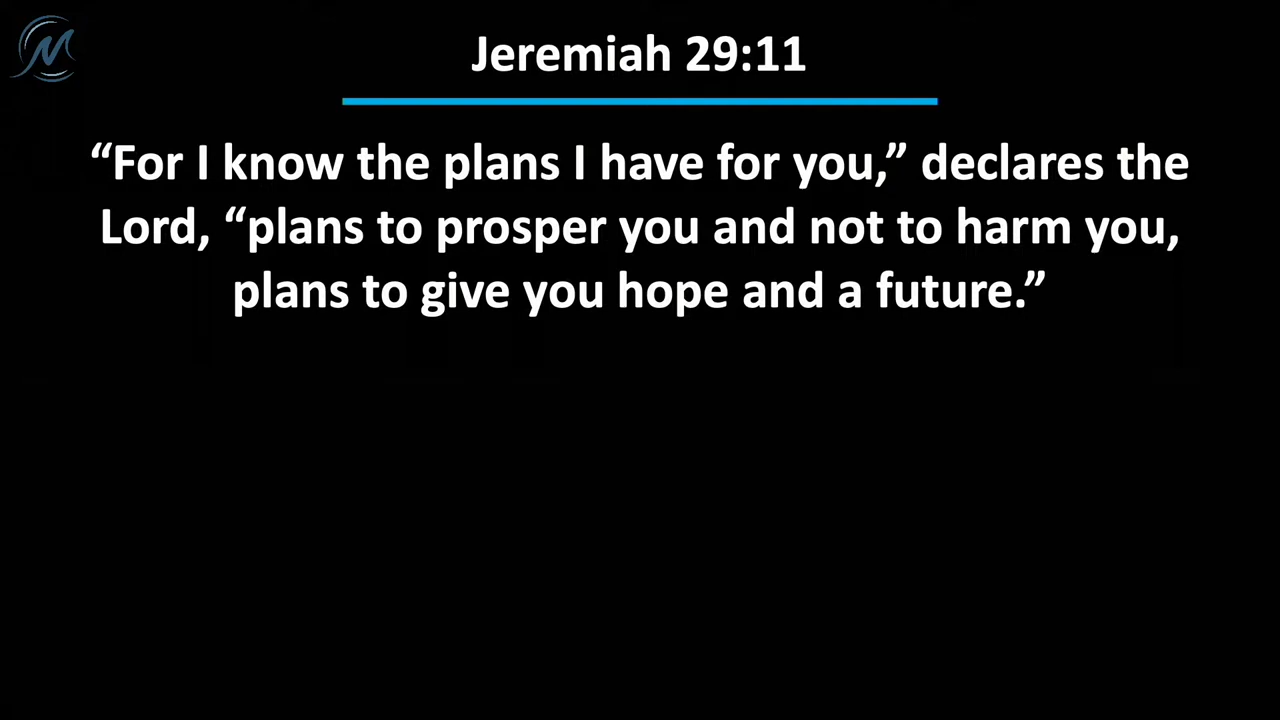 Jeremiah 29:11
“For I know the plans I have for you,” declares the
Lord, “plans to prosper you and not to harm you,
plans to give you hope and a future.”